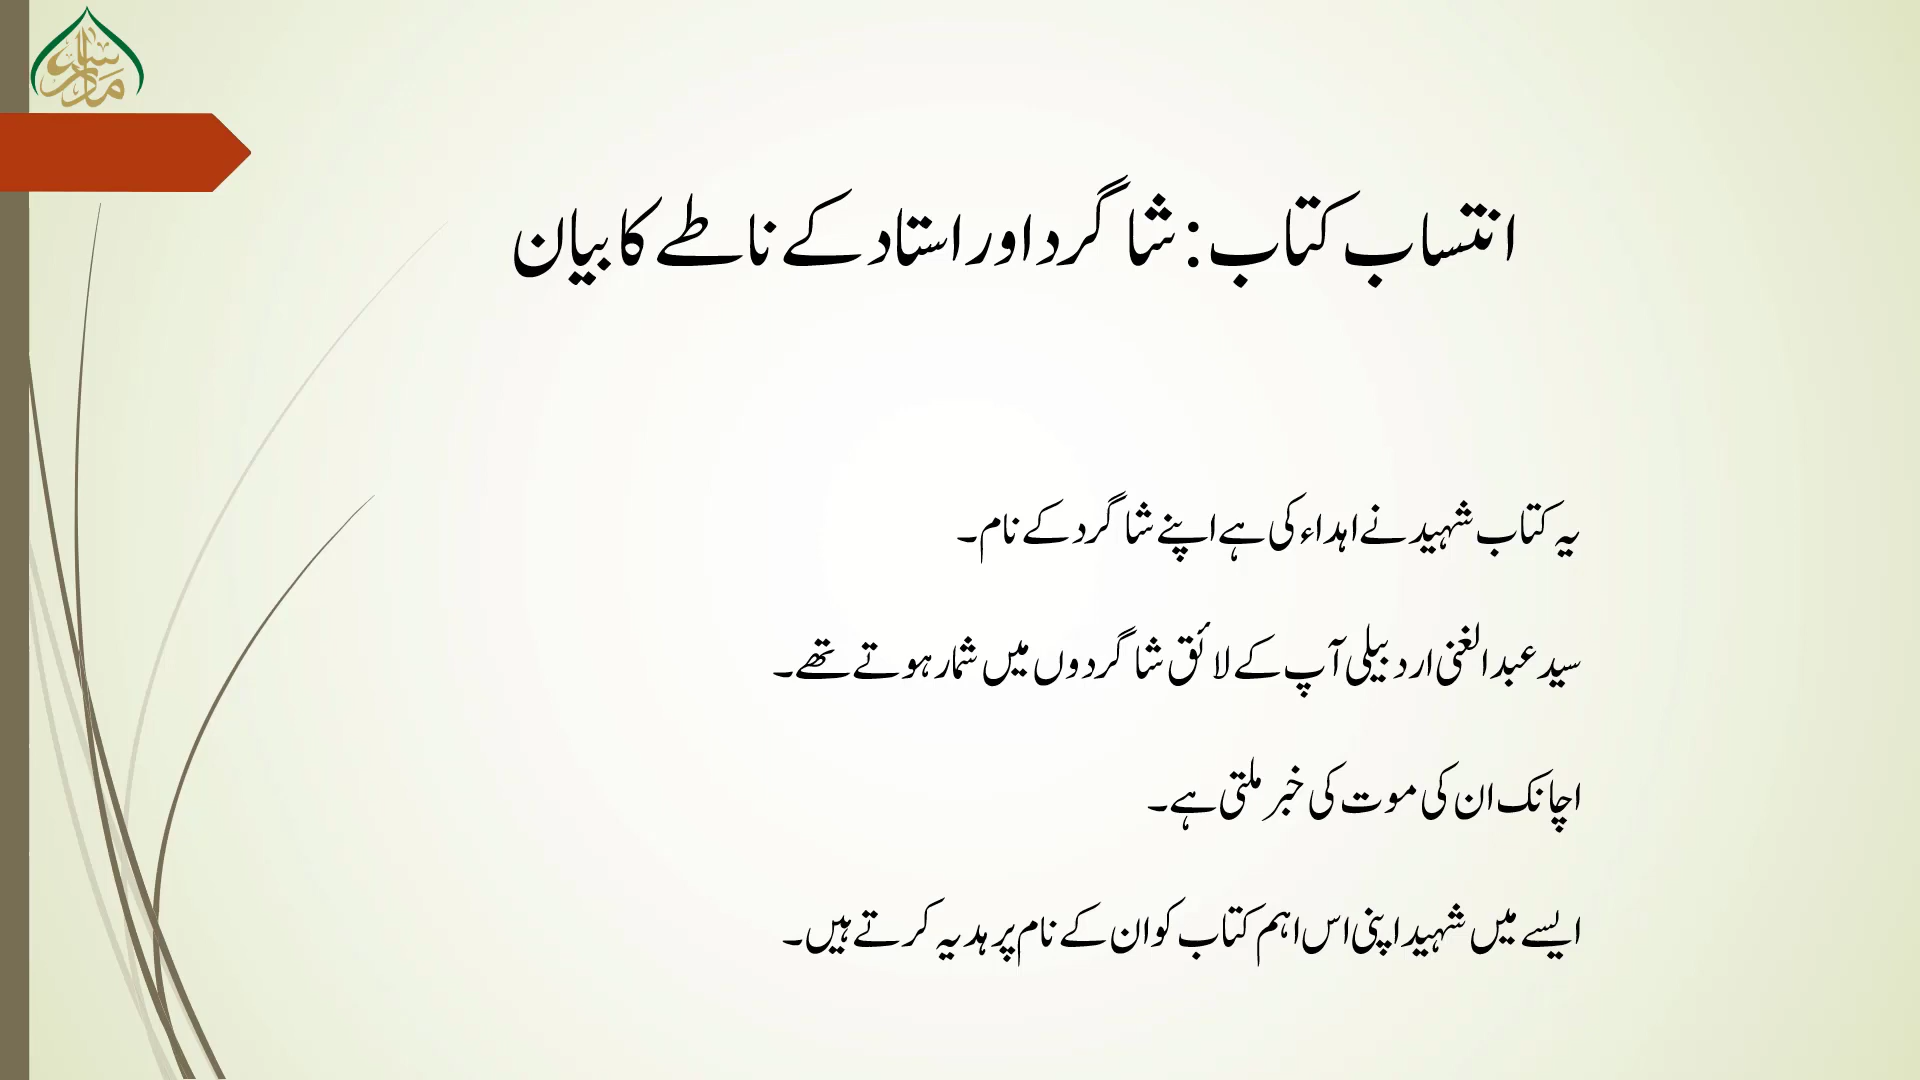 انتساب کتاب: شاگرد اور استاد کے ناطے کا بیان
یہ کتاب شہید نے اہداء کی ہے اپنے شاگرد کے نام۔
سید عبد الغنی اردبیلی آپ کے لائق شاگردوں میں شمار ہوتے تھے۔
اچانک ان کی موت کی خبر ملتی ہے۔
ایسے میں شہید اپنی اس اہم کتاب کو ان کے نام پر ہدیہ کرتے ہیں۔